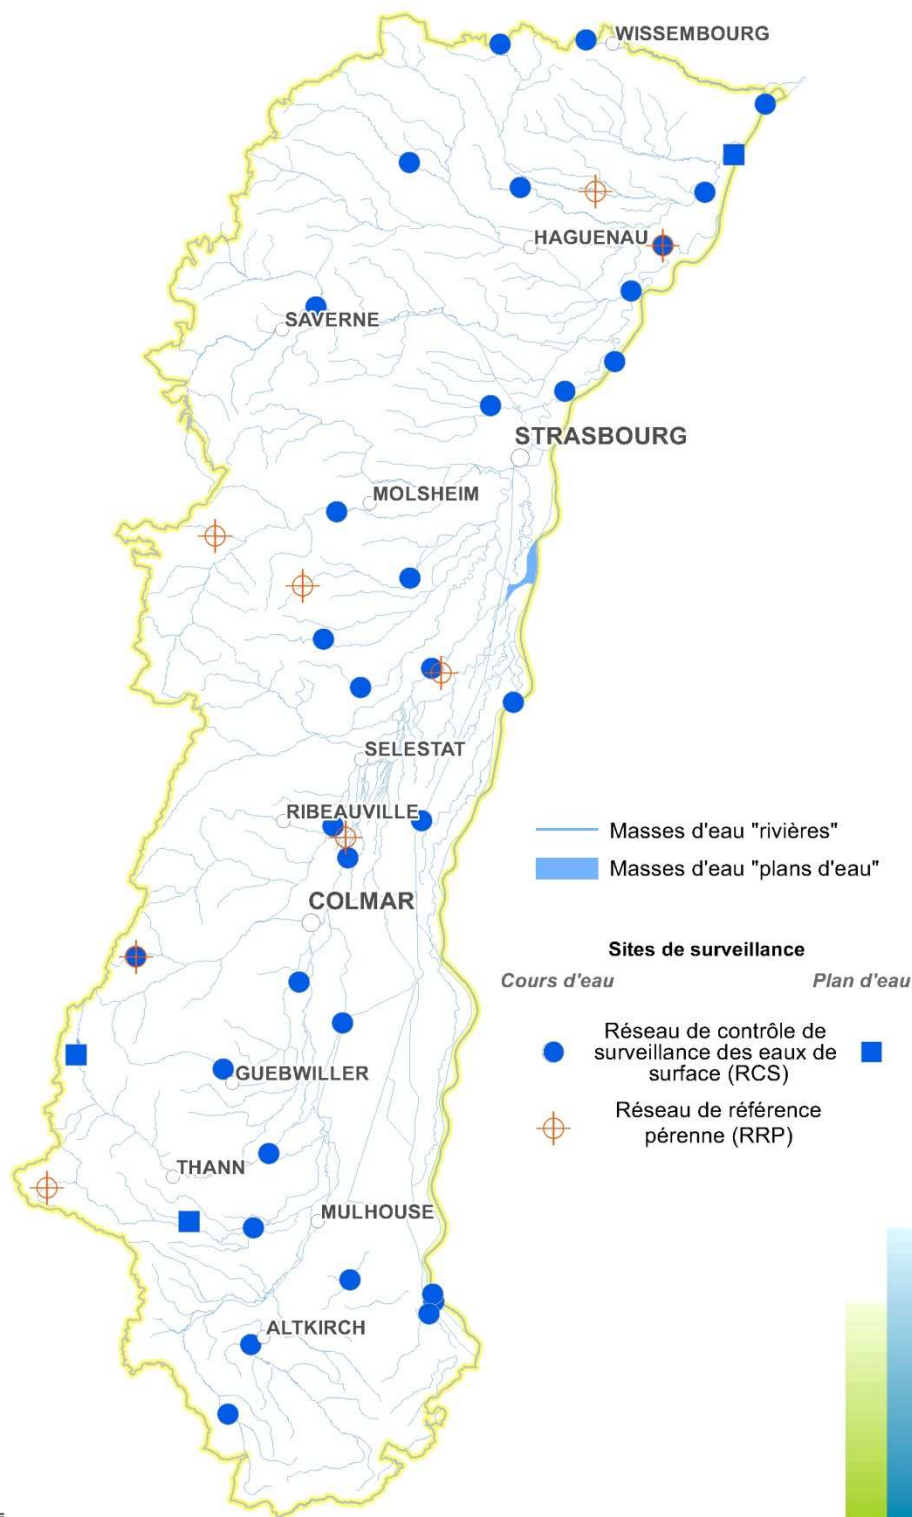 WISSEMBOURG
HAGUENAU
SAVERNE
STRASBOURG
MOLSHEIM
SELESTAT
RIBEAUVILLE
COLMAR
GUEBWILLER
THANN
MULHOUSE
ALTKIRCH
Masses d'eau "rivières"
Masses d'eau "plans d'eau"
Sites de surveillance
Cours d'eau
Plan d'eau
Réseau de contrôle de
surveillance des eaux de
surface (RCS)
Réseau de référence
pérenne (RRP)